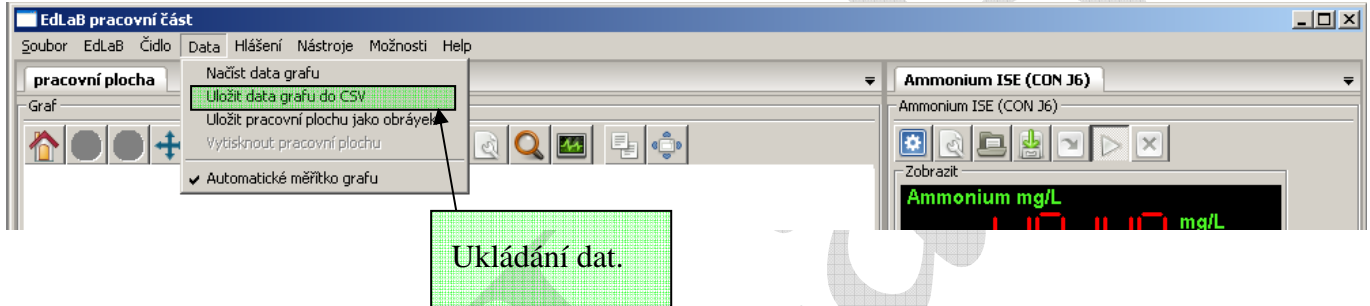 EdLaB pracovní část
Soubor EdLaB Čidlo Data Hlášení Nástroje Možnosti Help
pracovní plocha
Načíst data grafu
Uložit data grafu do CSV
Uložit pracovní plochu jako obráyek
Vytisknout pracovní plochu
Automatické měřítko grafu
Graf
Ammonium ISE (CON J6)
Ammonium ISE (CON J6)
Zobrazit
Ammonium mg/L
mg/L
Ukládání dat.